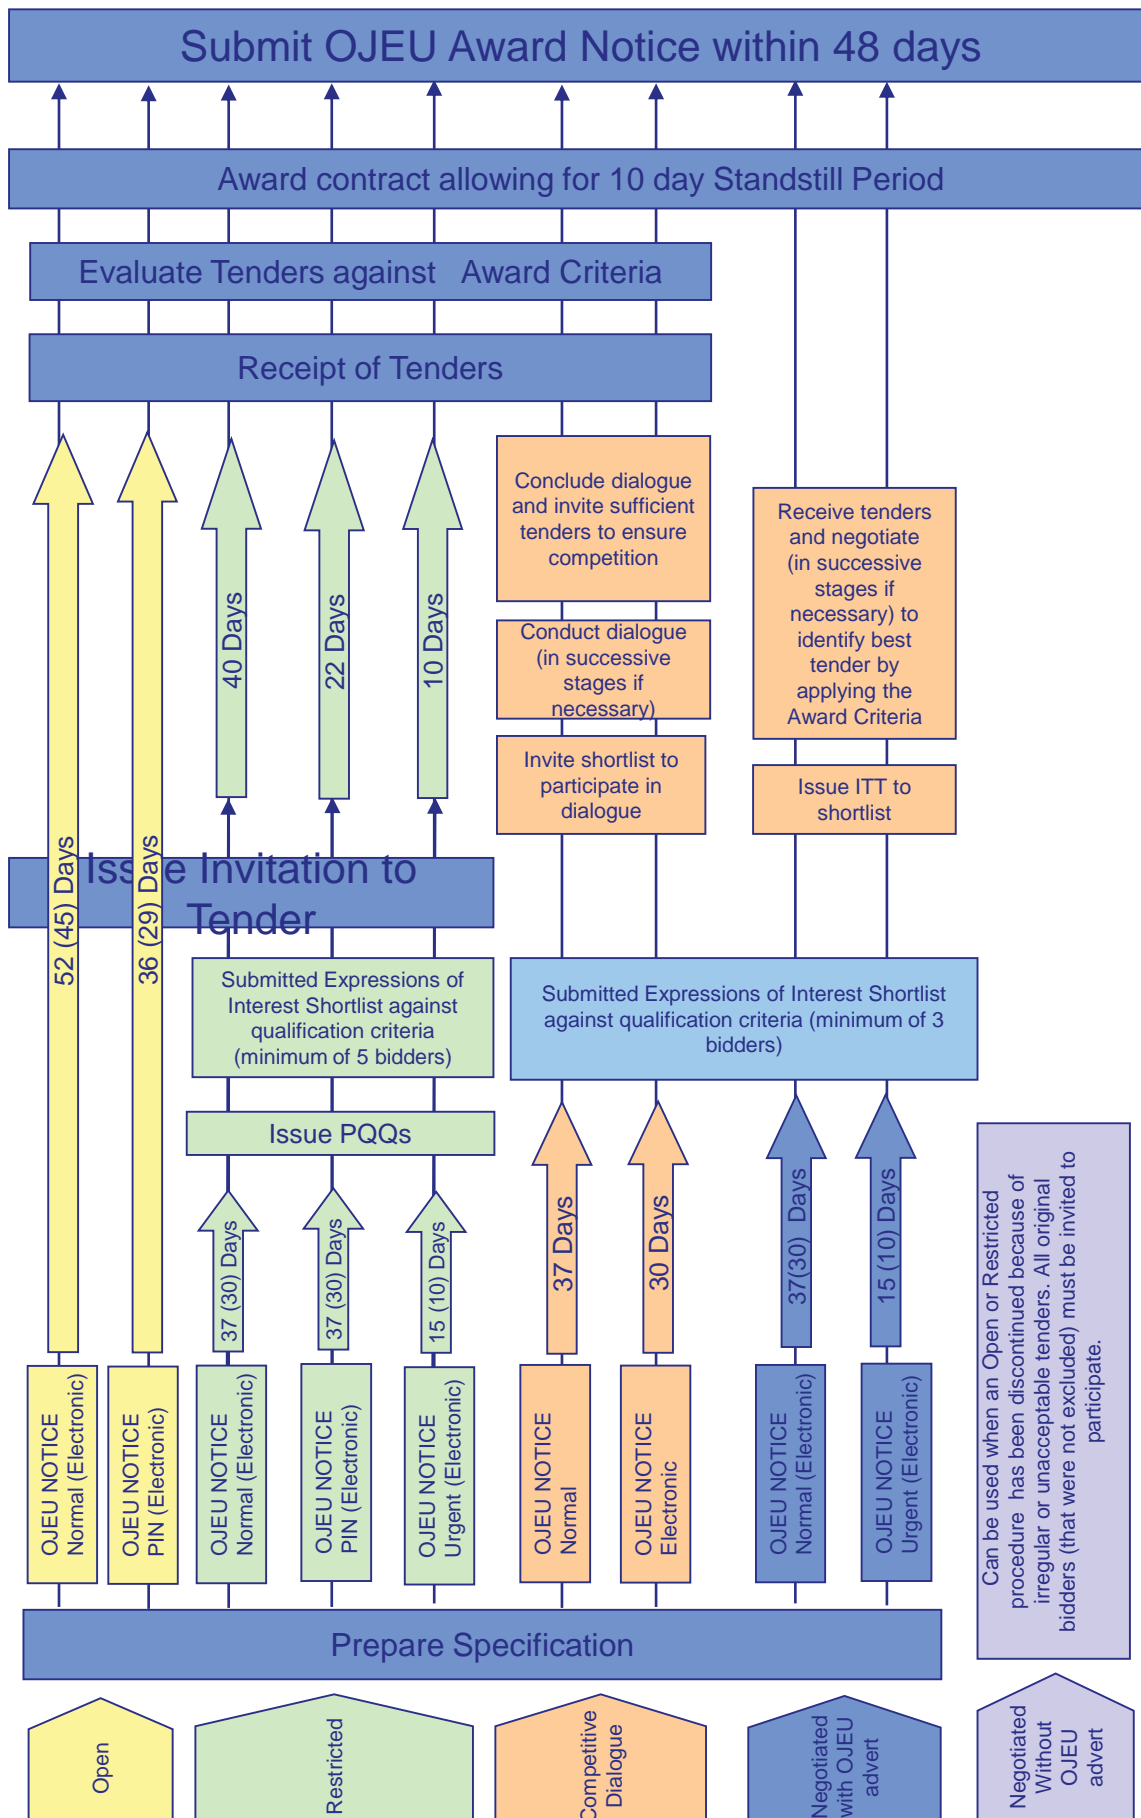 Submit OJEU Award Notice within 48 days
Award contract allowing for 10 day Standstill Period
Evaluate Tenders against Award Criteria
Receipt of Tenders
Conclude dialogue
and invite sufficient
tenders to ensure
competition
Receive tenders
and negotiate
(in successive
stages if
necessary) to
identify best
tender by
applying the
Award Criteria
40 Days
22 Days
10 Days
Conduct dialogue
(in successive
stages if
necessary)
Invite shortlist to
participate in
dialogue
Issue ITT to
shortlist
52 (45) Days
36 (29) Days
Issue Invitation to
Tender
Submitted Expressions of
Interest Shortlist against
qualification criteria
(minimum of 5 bidders)
Submitted Expressions of Interest Shortlist
against qualification criteria (minimum of 3
bidders)
Issue PQQs
37 (30) Days
37 (30) Days
15 (10) Days
37 Days
30 Days
37(30) Days
15 (10) Days
Can be used when an Open or Restricted
procedure has been discontinued because of
irregular or unacceptable tenders. All original
bidders (that were not excluded) must be invited to
participate.
OJEU NOTICE
Normal (Electronic)
OJEU NOTICE
PIN (Electronic)
OJEU NOTICE
Normal (Electronic)
OJEU NOTICE
PIN (Electronic)
OJEU NOTICE
Urgent (Electronic)
OJEU NOTICE
Normal
OJEU NOTICE
Electronic
OJEU NOTICE
Normal (Electronic)
OJEU NOTICE
Urgent (Electronic)
Prepare Specification
Open
Restricted
Competitive
Dialogue
Negotiated
with OJEU
advert
Negotiated
Without
OJEU
advert